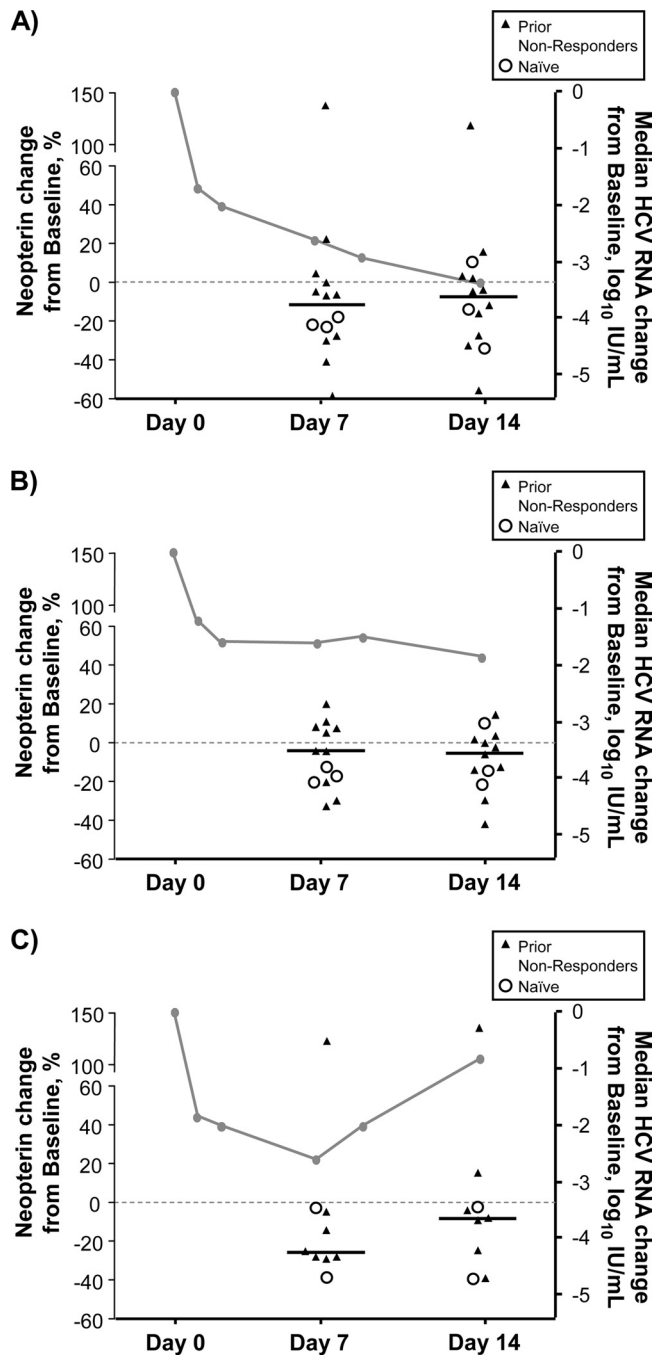 A)
▲ Prior
Non-Responders
○ Naïve
Neopterin change
from Baseline, %
150
100
60
40
20
0
-20
-40
-60
0
-1
-2
-3
-4
-5
Median HCV RNA change
from Baseline, log10 IU/mL
Day 0 Day 7 Day 14
B)
▲ Prior
Non-Responders
○ Naïve
Neopterin change
from Baseline, %
150
100
60
40
20
0
-20
-40
-60
0
-1
-2
-3
-4
-5
Median HCV RNA change
from Baseline, log10 IU/mL
Day 0 Day 7 Day 14
C)
▲ Prior
Non-Responders
○ Naïve
Neopterin change
from Baseline, %
150
100
60
40
20
0
-20
-40
-60
0
-1
-2
-3
-4
-5
Median HCV RNA change
from Baseline, log10 IU/mL
Day 0 Day 7 Day 14